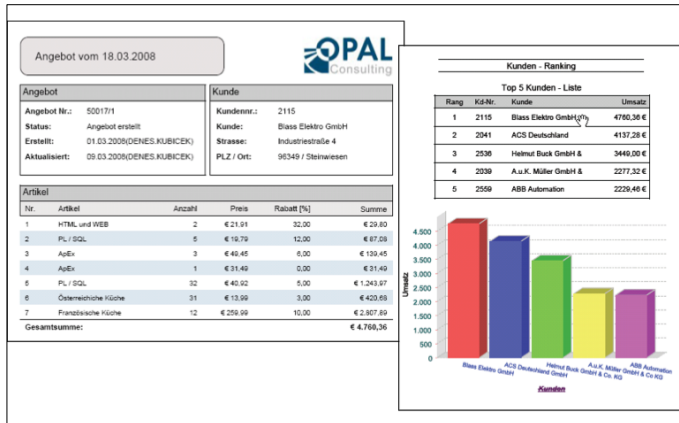 Angebot vom 18.03.2008
OPAL
Consulting
Angebot
Angebot Nr.: 50017/1
Status: Angebot erstellt
Erstellt: 01.03.2008(DENES.KUBICEK)
Aktualisiert: 09.03.2008(DENES.KUBICEK)
Kunde
Kundennr.: 2115
Kunde: Blass Elektro GmbH
Strasse: Industriestraße 4
PLZ / Ort: 96349 / Steinwiesen
Artikel
Nr. Artikel Anzahl Preis Rabatt [%] Summe
1 HTML und WEB 2 € 21,91 32,00 € 29,80
2 PL / SQL 5 € 19,79 12,00 € 87,08
3 ApEx 3 € 49,45 6,00 € 139,45
4 ApEx 1 € 31,49 0,00 € 31,49
5 PL / SQL 32 € 40,92 5,00 € 1.243,97
6 Österreichiche Küche 31 € 13,99 3,00 € 420,68
7 Französische Küche 12 € 259,99 10,00 € 2.807,89
Gesamtsumme: € 4.760,36
Kunden - Ranking
Top 5 Kunden - Liste
Rang Kd-Nr. Kunde Umsatz
1 2115 Blass Elektro GmbH 4760,36 €
2 2041 ACS Deutschland 4137,28 €
3 2536 Helmut Buck GmbH & 3449,00 €
4 2039 A.u.K. Müller GmbH & 2277,32 €
5 2559 ABB Automation 2229,46 €
Umsatz
4.500
4.000
3.500
3.000
2.500
2.000
1.500
1.000
500
0
Blass Elektro GmbH
ACS Deutschland GmbH
Helmut Buck GmbH & Co. KG
A.u.K. Müller GmbH & Co KG
ABB Automation
Kunden